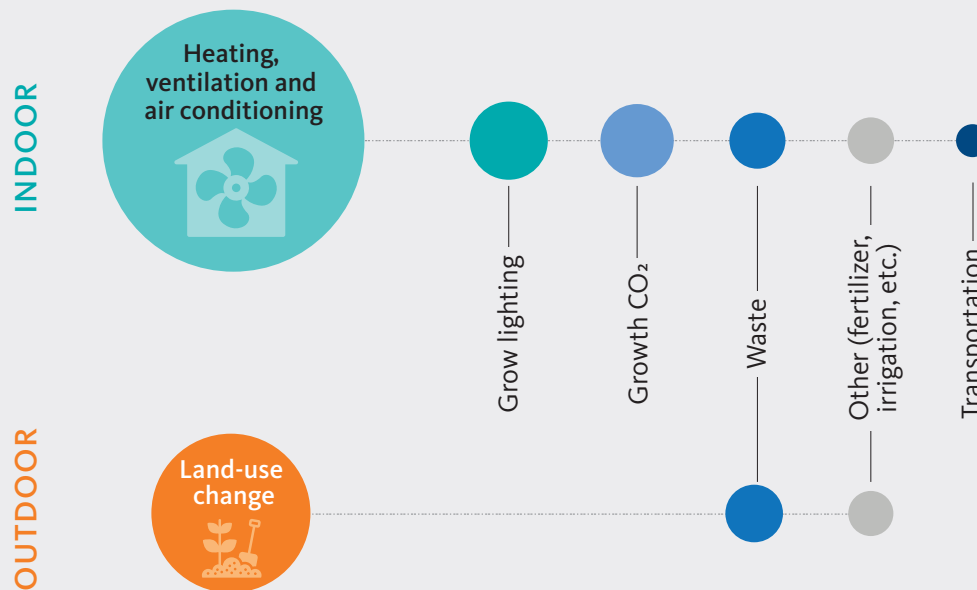 INDOOR
Heating,
ventilation and
air conditioning
Grow lighting
Growth CO₂
Waste
Other (fertilizer,
irrigation, etc.)
Transportation
OUTDOOR
Land-use
change